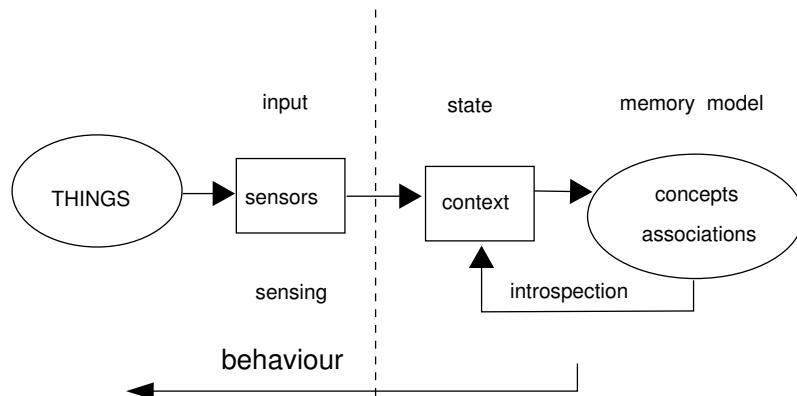 input
state
memory model
THINGS
sensors
context
concepts
associations
sensing
introspection
behaviour